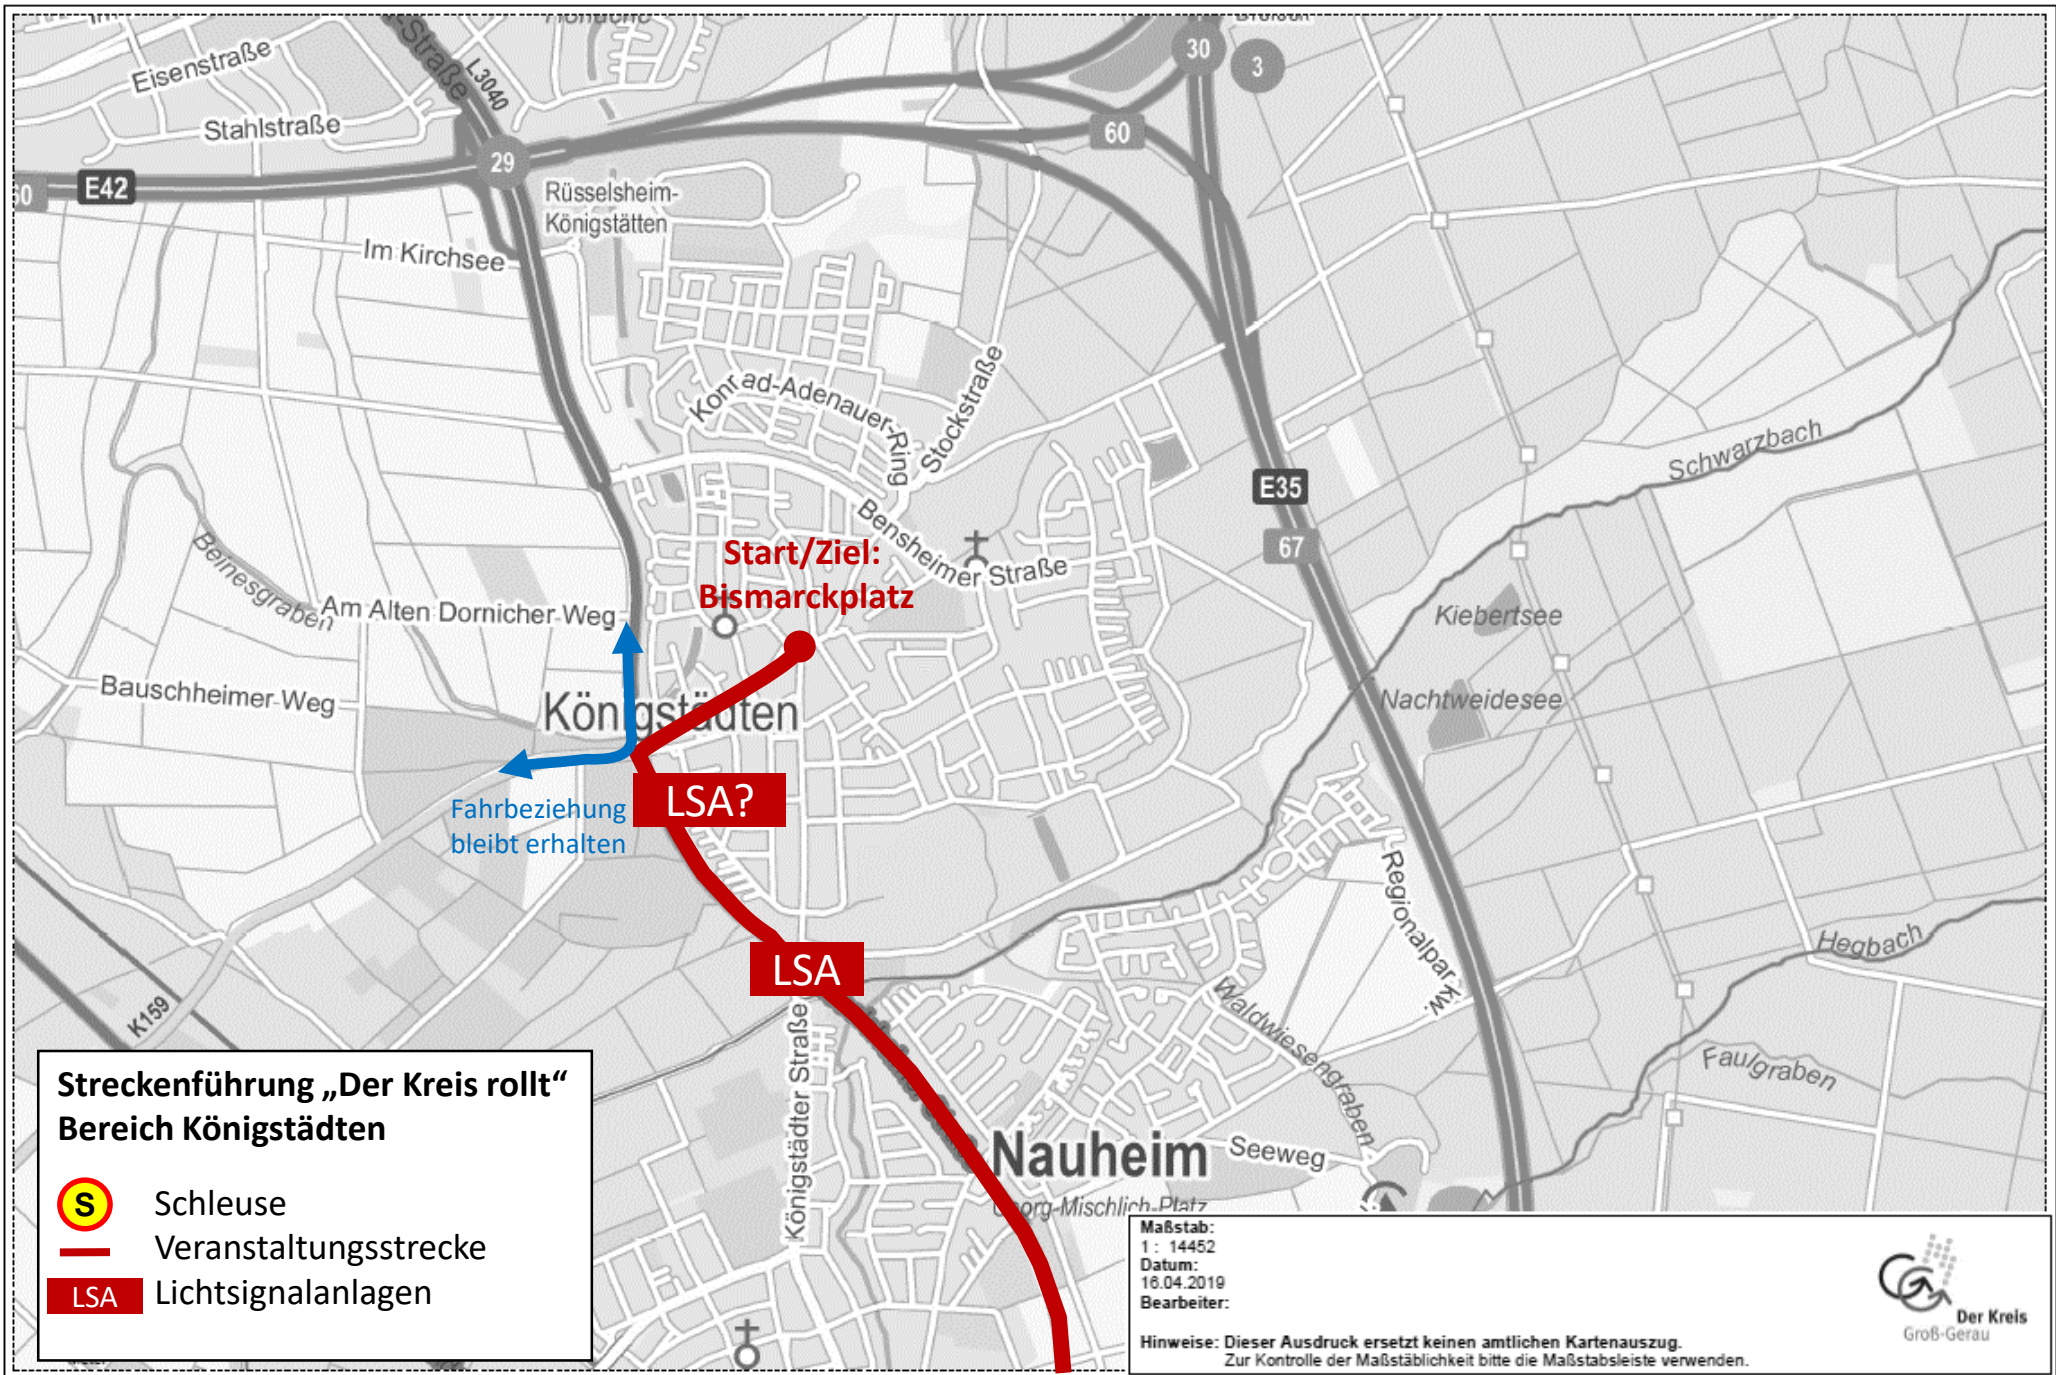 Eisenstraße
Straße
L3040
Stahlstraße
30
3
29
60
E42
Rüsselsheim-
Königstätten
Im Kirchsee
Konrad-Adenauer-Ring
Stockstraße
Schwarzbach
E35
67
Bensheimer Straße
Start/Ziel:
Bismarckplatz
Beinesgraben
Am Alten Dornicher-Weg
Kiebertsee
Bauschheimer-Weg
Königstädten
Nachtweidesee
Fahrbeziehung
bleibt erhalten
LSA?
Regionalparkw.
LSA
Hegbach
K159
Waldwiesengraben
Königstädter Straße
Faulgraben
Nauheim
Seeweg
Georg-Mischlich-Platz
Streckenführung „Der Kreis rollt“
Bereich Königstädten
S Schleuse
Veranstaltungsstrecke
LSA Lichtsignalanlagen
Maßstab:
1 : 14452
Datum:
16.04.2019
Bearbeiter:
Hinweise: Dieser Ausdruck ersetzt keinen amtlichen Kartenauszug.
Zur Kontrolle der Maßstäblichkeit bitte die Maßstabsleiste verwenden.
Der Kreis
Groß-Gerau